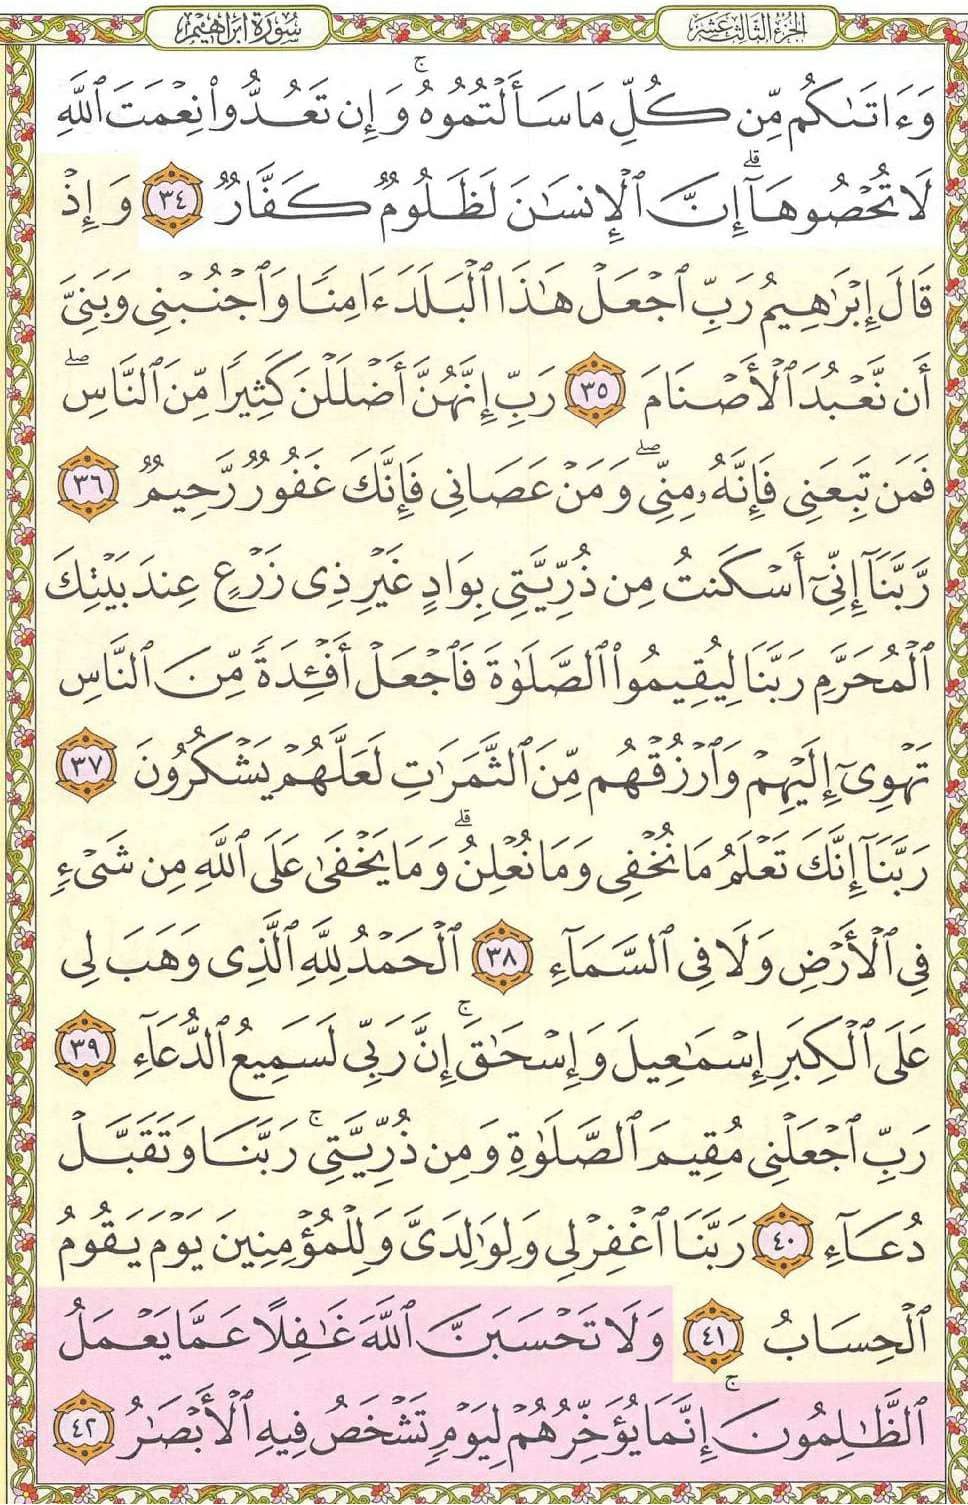 الجزء الثالث عشر
سورة إبراهيم
وَءَاتَىٰكُم مِّن كُلِّ مَا سَأَلْتُمُوهُ ۚ وَإِن تَعُدُّوا۟ نِعْمَتَ ٱللَّهِ
لَا تُحْصُوهَآ ۗ إِنَّ ٱلْإِنسَـٰنَ لَظَلُومٌ كَفَّارٌ ٣٤ وَإِذْ
قَالَ إِبْرَٰهِيمُ رَبِّ ٱجْعَلْ هَـٰذَا ٱلْبَلَدَ ءَامِنًا وَٱجْنُبْنِى وَبَنِىَّ
أَن نَّعْبُدَ ٱلْأَصْنَامَ ٣٥ رَبِّ إِنَّهُنَّ أَضْلَلْنَ كَثِيرًا مِّنَ ٱلنَّاسِ ۖ
فَمَن تَبِعَنِى فَإِنَّهُۥ مِنِّى ۖ وَمَنْ عَصَانِى فَإِنَّكَ غَفُورٌ رَّحِيمٌ ٣٦
رَّبَّنَآ إِنِّىٓ أَسْكَنتُ مِن ذُرِّيَّتِى بِوَادٍ غَيْرِ ذِى زَرْعٍ عِندَ بَيْتِكَ
ٱلْمُحَرَّمِ رَبَّنَا لِيُقِيمُوا۟ ٱلصَّلَوٰةَ فَٱجْعَلْ أَفْـِٔدَةً مِّنَ ٱلنَّاسِ
تَهْوِىٓ إِلَيْهِمْ وَٱرْزُقْهُم مِّنَ ٱلثَّمَرَٰتِ لَعَلَّهُمْ يَشْكُرُونَ ٣٧
رَبَّنَآ إِنَّكَ تَعْلَمُ مَا نُخْفِى وَمَا نُعْلِنُ ۗ وَمَا يَخْفَىٰ عَلَى ٱللَّهِ مِن شَىْءٍ
فِى ٱلْأَرْضِ وَلَا فِى ٱلسَّمَآءِ ٣٨ ٱلْحَمْدُ لِلَّهِ ٱلَّذِى وَهَبَ لِى
عَلَى ٱلْكِبَرِ إِسْمَـٰعِيلَ وَإِسْحَـٰقَ ۚ إِنَّ رَبِّى لَسَمِيعُ ٱلدُّعَآءِ ٣٩
رَبِّ ٱجْعَلْنِى مُقِيمَ ٱلصَّلَوٰةِ وَمِن ذُرِّيَّتِى ۚ رَبَّنَا وَتَقَبَّلْ
دُعَآءِ ٤٠ رَبَّنَا ٱغْفِرْ لِى وَلِوَٰلِدَىَّ وَلِلْمُؤْمِنِينَ يَوْمَ يَقُومُ
ٱلْحِسَابُ ٤١ وَلَا تَحْسَبَنَّ ٱللَّهَ غَـٰفِلًا عَمَّا يَعْمَلُ
ٱلظَّـٰلِمُونَ ۚ إِنَّمَا يُؤَخِّرُهُمْ لِيَوْمٍ تَشْخَصُ فِيهِ ٱلْأَبْصَـٰرُ ٤٢